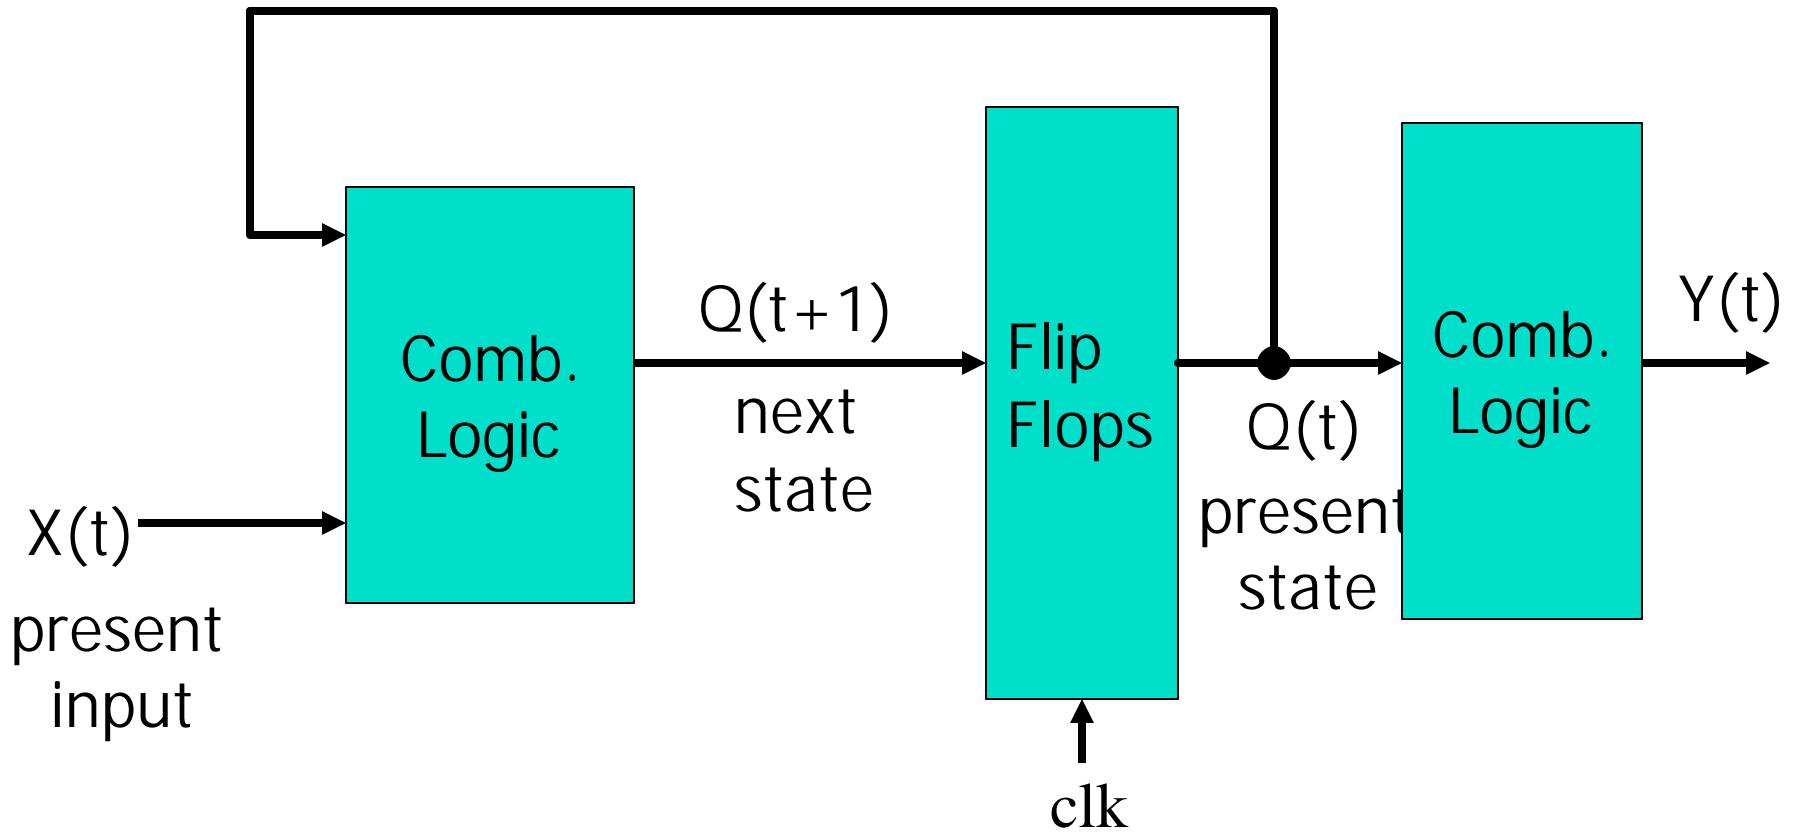 X(t)
present
input
Comb.
Logic
Q(t+1)
next
state
Flip
Flops
clk
Q(t)
present
state
Comb.
Logic
Y(t)